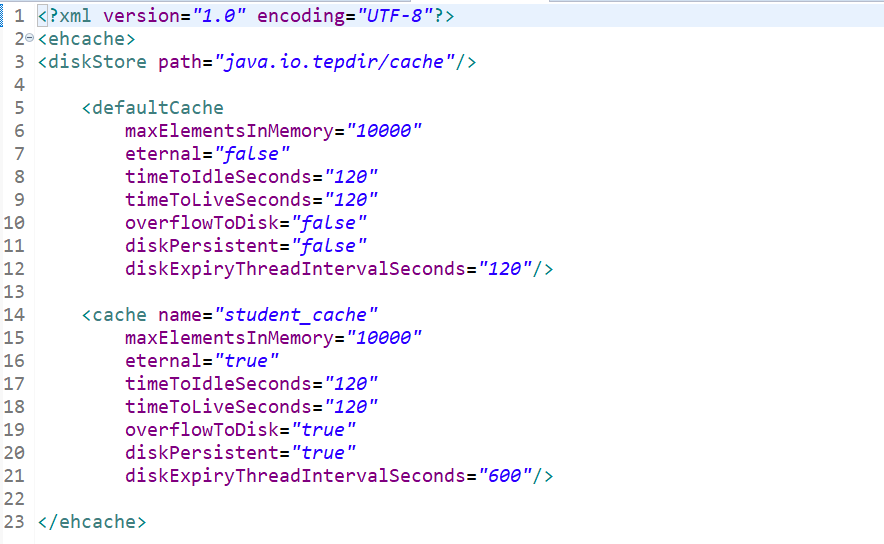 1 <?xml version="1.0" encoding="UTF-8"?>
2 <ehcache>
3 <diskStore path="java.io.tepdir/cache"/>
4
5 <defaultCache
6 maxElementsInMemory="10000"
7 eternal="false"
8 timeToIdleSeconds="120"
9 timeToLiveSeconds="120"
10 overflowToDisk="false"
11 diskPersistent="false"
12 diskExpiryThreadIntervalSeconds="120"/>
13
14 <cache name="student_cache"
15 maxElementsInMemory="10000"
16 eternal="true"
17 timeToIdleSeconds="120"
18 timeToLiveSeconds="120"
19 overflowToDisk="true"
20 diskPersistent="true"
21 diskExpiryThreadIntervalSeconds="600"/>
22
23 </ehcache>